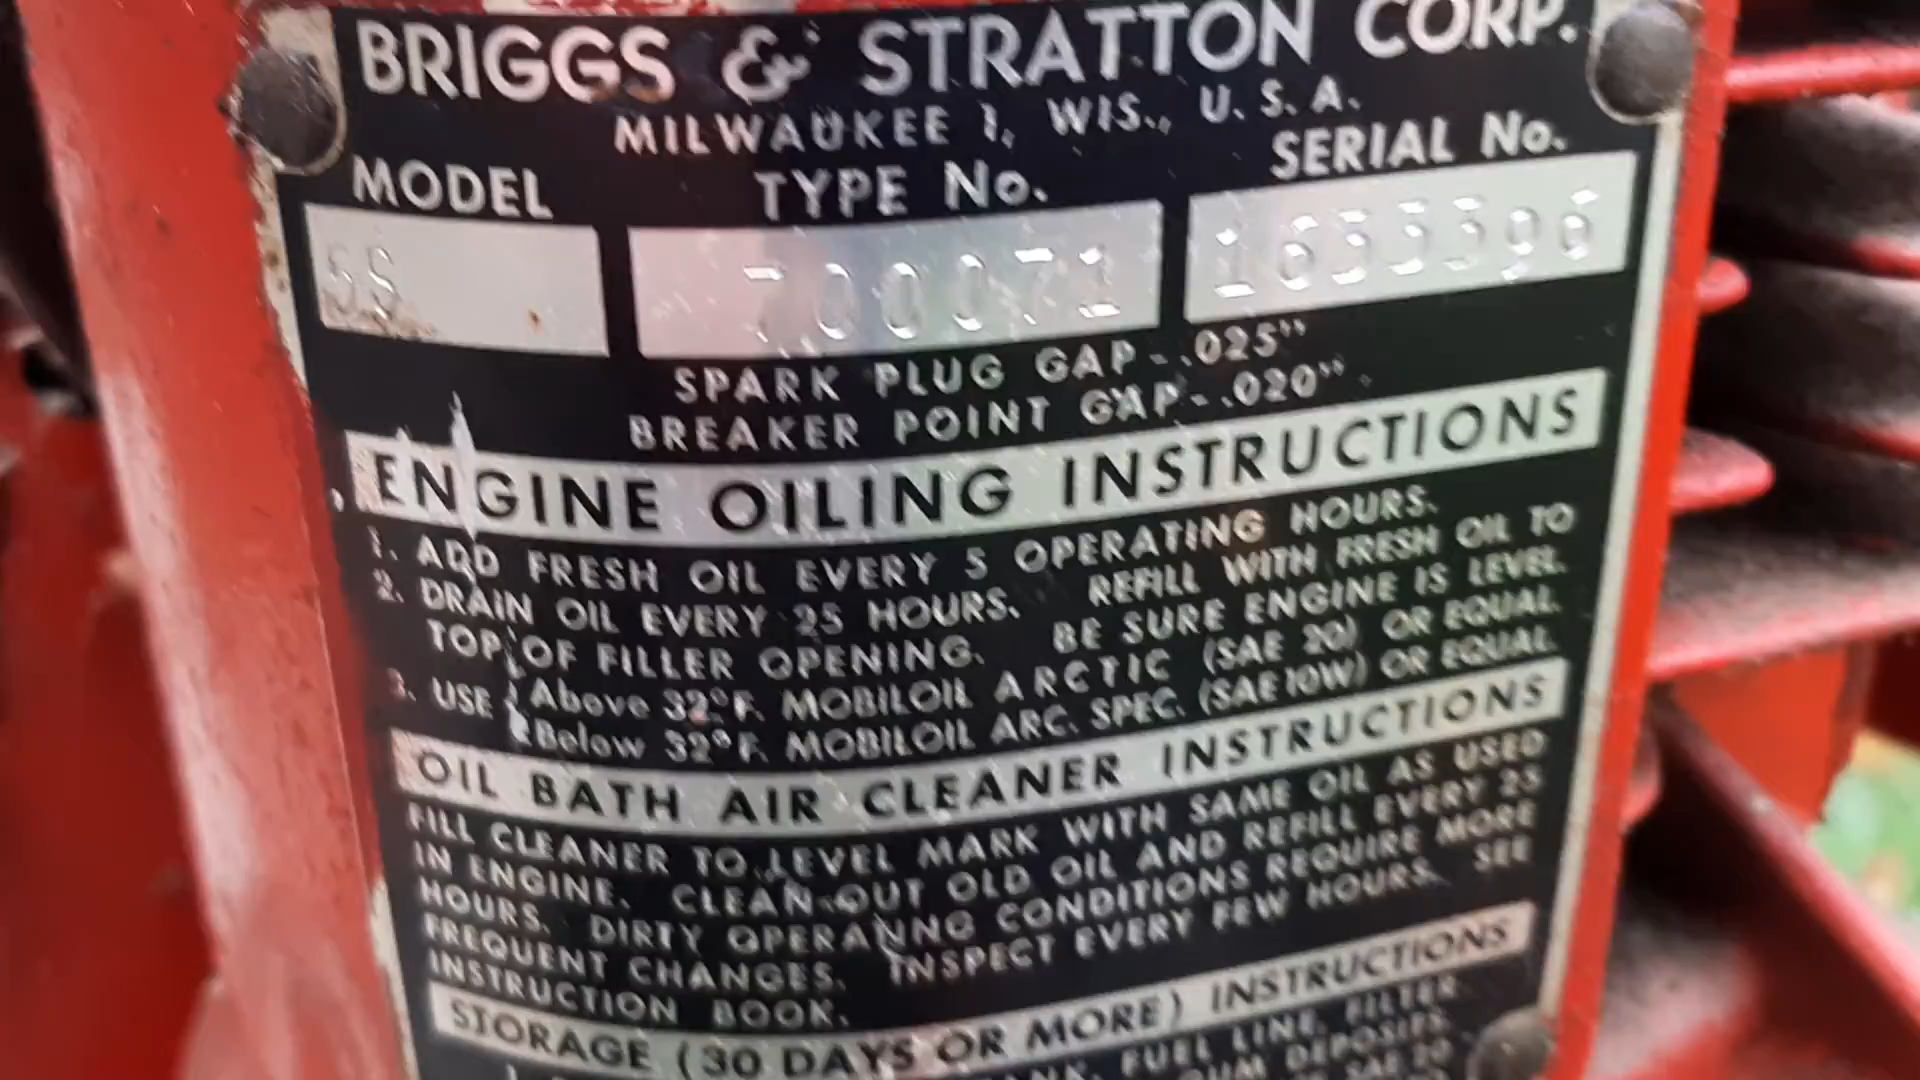 BRIGGS & STRATTON CORP.
MILWAUKEE 1, WIS., U. S. A.
MODEL TYPE No. SERIAL No.
5S 700071
SPARK PLUG GAP - .025"
BREAKER POINT GAP - .020"
ENGINE OILING INSTRUCTIONS
1. ADD FRESH OIL EVERY 5 OPERATING HOURS.
2. DRAIN OIL EVERY 25 HOURS. REFILL WITH FRESH OIL TO
TOP OF FILLER OPENING. BE SURE ENGINE IS LEVEL.
3. USE { Above 32° F. MOBILOIL ARCTIC (SAE 20) OR EQUAL.
Below 32° F. MOBILOIL ARC. SPEC. (SAE 10W) OR EQUAL.
OIL BATH AIR CLEANER INSTRUCTIONS
FILL CLEANER TO LEVEL MARK WITH SAME OIL AS USED
IN ENGINE. CLEAN OUT OLD OIL AND REFILL EVERY 25
HOURS. DIRTY OPERATING CONDITIONS REQUIRE MORE
FREQUENT CHANGES. INSPECT EVERY FEW HOURS. SEE
INSTRUCTION BOOK.
STORAGE (30 DAYS OR MORE) INSTRUCTIONS
FUEL LINE, FILTER
DEPOSITS.